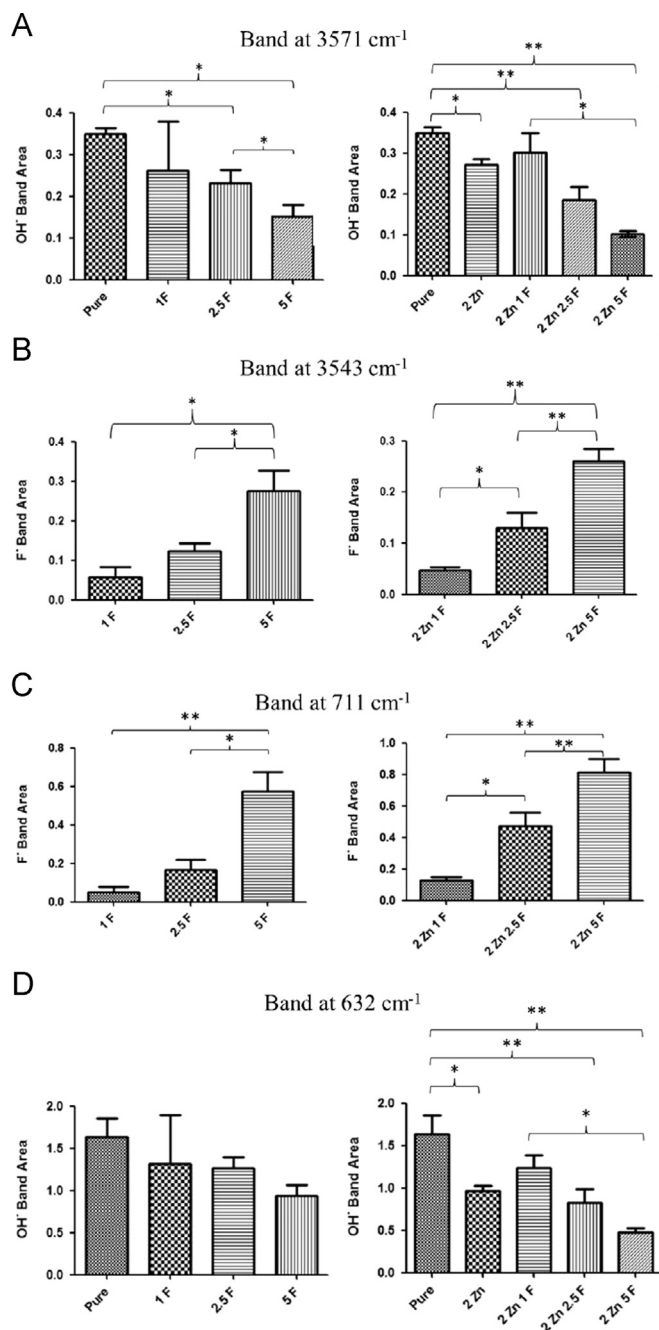 A
Band at 3571 cm⁻¹
*
*
*
OH⁻ Band Area
0.4
0.3
0.2
0.1
0.0
Pure
1F
2.5 F
5 F
**
**
*
*
OH⁻ Band Area
0.4
0.3
0.2
0.1
0.0
Pure
2 Zn
2 Zn 1 F
2 Zn 2.5 F
2 Zn 5 F
B
Band at 3543 cm⁻¹
*
*
F⁻ Band Area
0.4
0.3
0.2
0.1
0.0
1 F
2.5 F
5 F
**
**
*
F⁻ Band Area
0.3
0.2
0.1
0.0
2 Zn 1 F
2 Zn 2.5 F
2 Zn 5 F
C
Band at 711 cm⁻¹
**
*
F⁻ Band Area
0.8
0.6
0.4
0.2
0.0
1 F
2.5 F
5 F
**
**
*
F⁻ Band Area
1.0
0.8
0.6
0.4
0.2
0.0
2 Zn 1 F
2 Zn 2.5 F
2 Zn 5 F
D
Band at 632 cm⁻¹
OH⁻ Band Area
2.0
1.5
1.0
0.5
0.0
Pure
1 F
2.5 F
5 F
**
**
*
*
OH⁻ Band Area
2.0
1.5
1.0
0.5
0.0
Pure
2 Zn
2 Zn 1 F
2 Zn 2.5 F
2 Zn 5 F